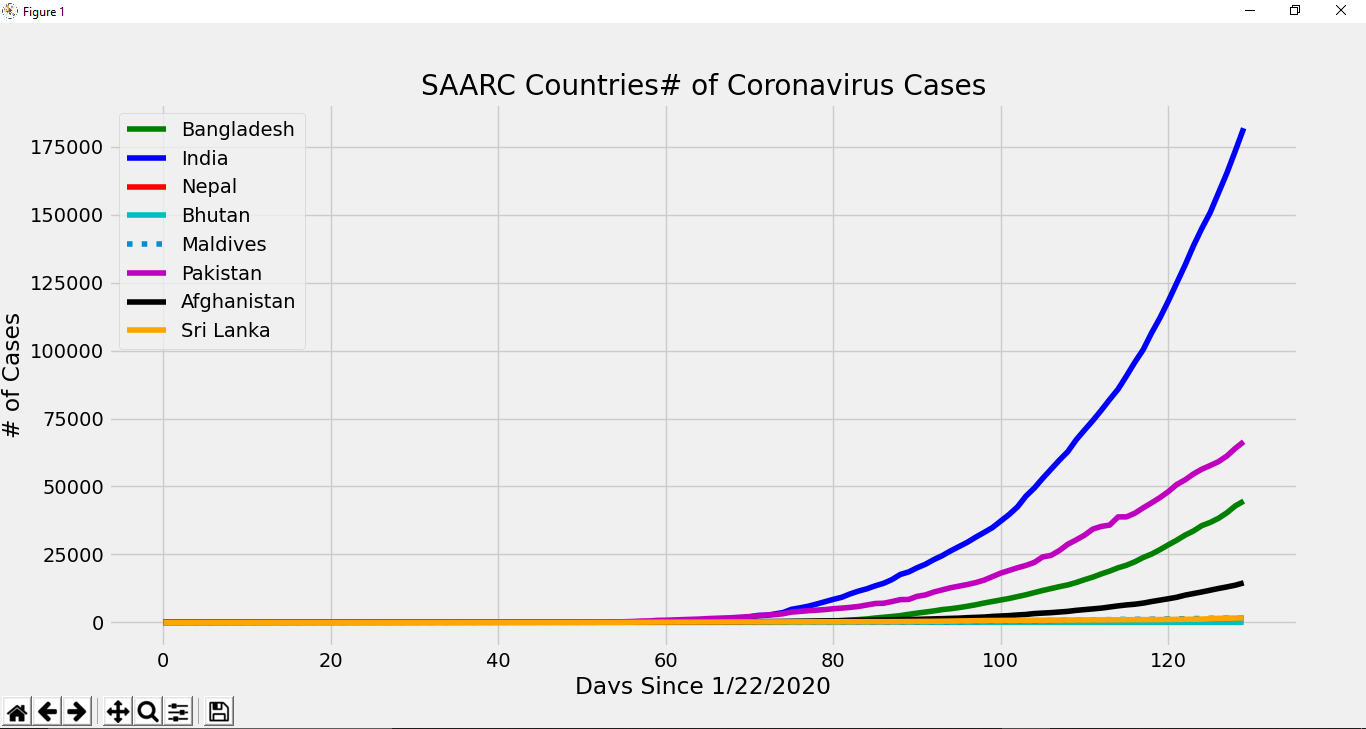 Figure 1
SAARC Countries# of Coronavirus Cases
Bangladesh
India
Nepal
Bhutan
Maldives
Pakistan
Afghanistan
Sri Lanka
175000
150000
125000
100000
75000
50000
25000
0
# of Cases
0 20 40 60 80 100 120
Days Since 1/22/2020